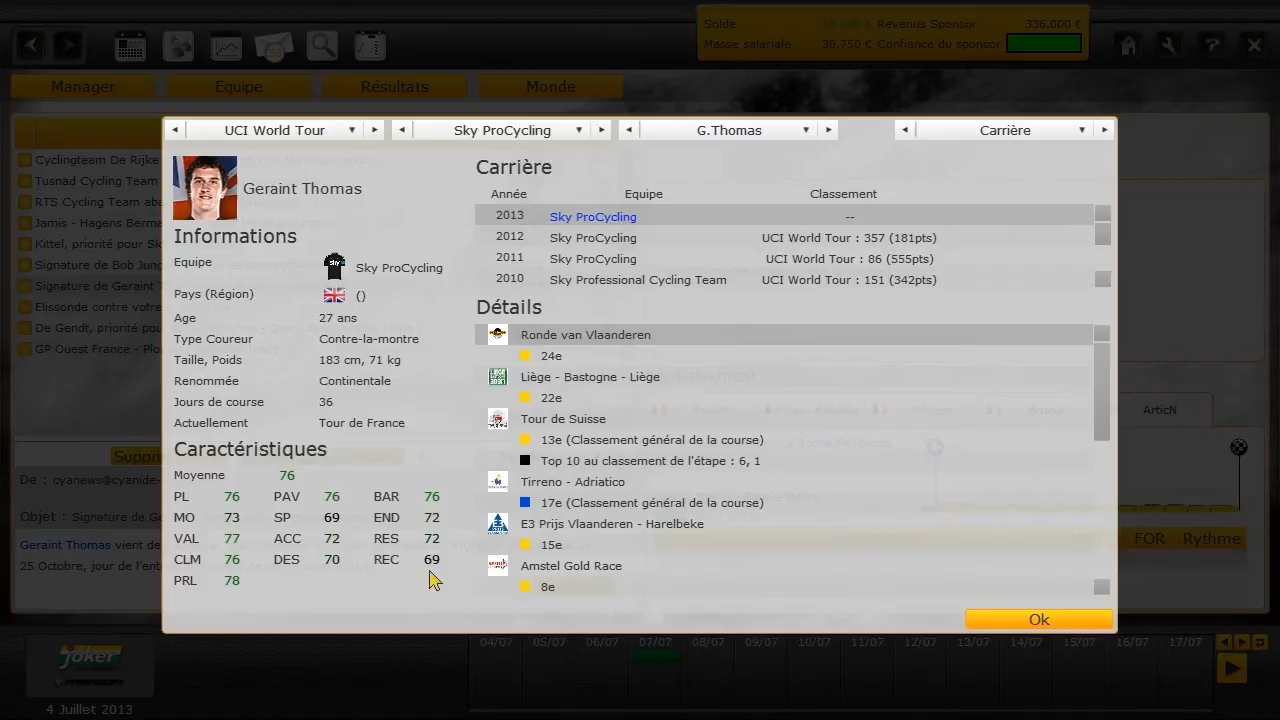 Solde Revenus Sponsor 336.000 €
Masse salariale 38.750 € Confiance du sponsor
Manager Equipe Résultats Monde
UCI World Tour Sky ProCycling G.Thomas Carrière
Geraint Thomas
Informations
Equipe Sky ProCycling
Pays (Région) ()
Age 27 ans
Type Coureur Contre-la-montre
Taille, Poids 183 cm, 71 kg
Renommée Continentale
Jours de course 36
Actuellement Tour de France
Caractéristiques
Moyenne 76
PL 76 PAV 76 BAR 76
MO 73 SP 69 END 72
VAL 77 ACC 72 RES 72
CLM 76 DES 70 REC 69
PRL 78
Carrière
Année Equipe Classement
2013 Sky ProCycling --
2012 Sky ProCycling UCI World Tour : 357 (181pts)
2011 Sky ProCycling UCI World Tour : 86 (555pts)
2010 Sky Professional Cycling Team UCI World Tour : 151 (342pts)
Détails
Ronde van Vlaanderen
24e
Liège - Bastogne - Liège
22e
Tour de Suisse
13e (Classement général de la course)
Top 10 au classement de l'étape : 6, 1
Tirreno - Adriatico
17e (Classement général de la course)
E3 Prijs Vlaanderen - Harelbeke
15e
Amstel Gold Race
8e
Ok
Cyclingteam De Rijke
Tusnad Cycling Team
RTS Cycling Team aba
Jamis - Hagens Berma
Kittel, priorité pour Sk
Signature de Bob Jung
Signature de Geraint T
Elissonde contre votre
De Gendt, priorité pou
GP Ouest France - Plo
Suppri
De : cyanews@cyanide-
Objet : Signature de Ge
Geraint Thomas vient de
25 Octobre, jour de l'ent
ArticN
FOR Rythme
joker
4 Juillet 2013
04/07 05/07 06/07 07/07 08/07 09/07 10/07 11/07 12/07 13/07 14/07 15/07 16/07 17/07